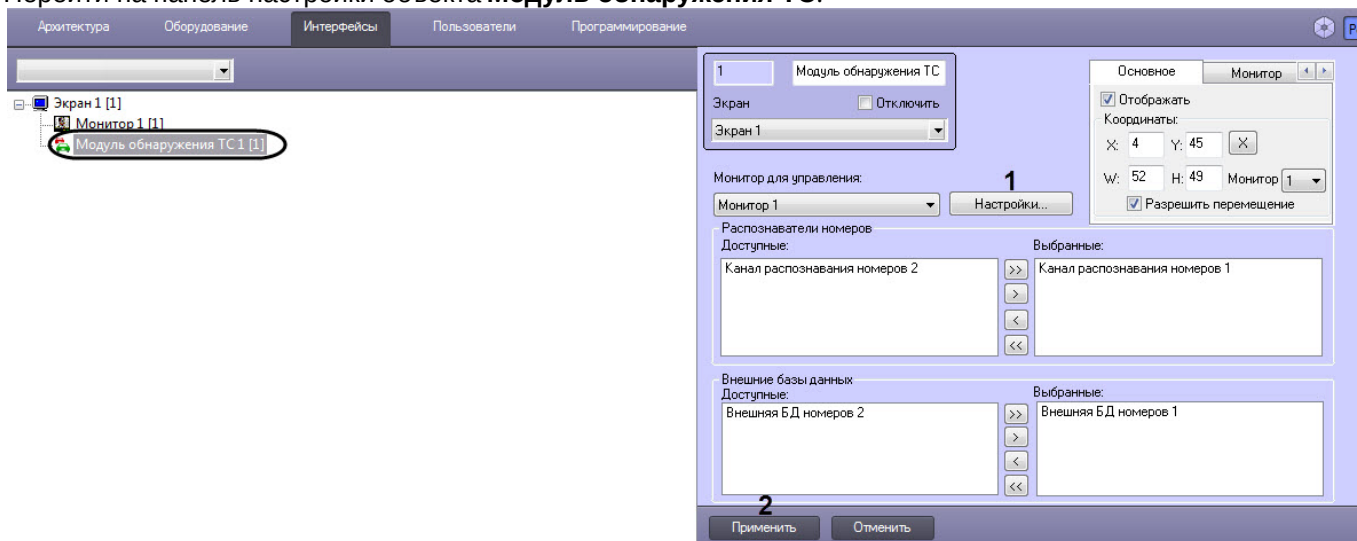 Перейти на панель настройки объекта Модуль обнаружения ТС.
Архитектура Оборудование Интерфейсы Пользователи Программирование
Экран 1 [1]
Монитор 1 [1]
Модуль обнаружения ТС 1 [1]
1 Модуль обнаружения ТС
Экран Отключить
Экран 1
Основное Монитор
Отображать
Координаты:
X: 4 Y: 45 X
W: 52 H: 49 Монитор 1
Разрешить перемещение
Монитор для управления:
1
Монитор 1 Настройки...
Распознаватели номеров
Доступные: Выбранные:
Канал распознавания номеров 2 >> Канал распознавания номеров 1
>
<
<<
Внешние базы данных
Доступные: Выбранные:
Внешняя БД номеров 2 >> Внешняя БД номеров 1
>
<
<<
2
Применить Отменить